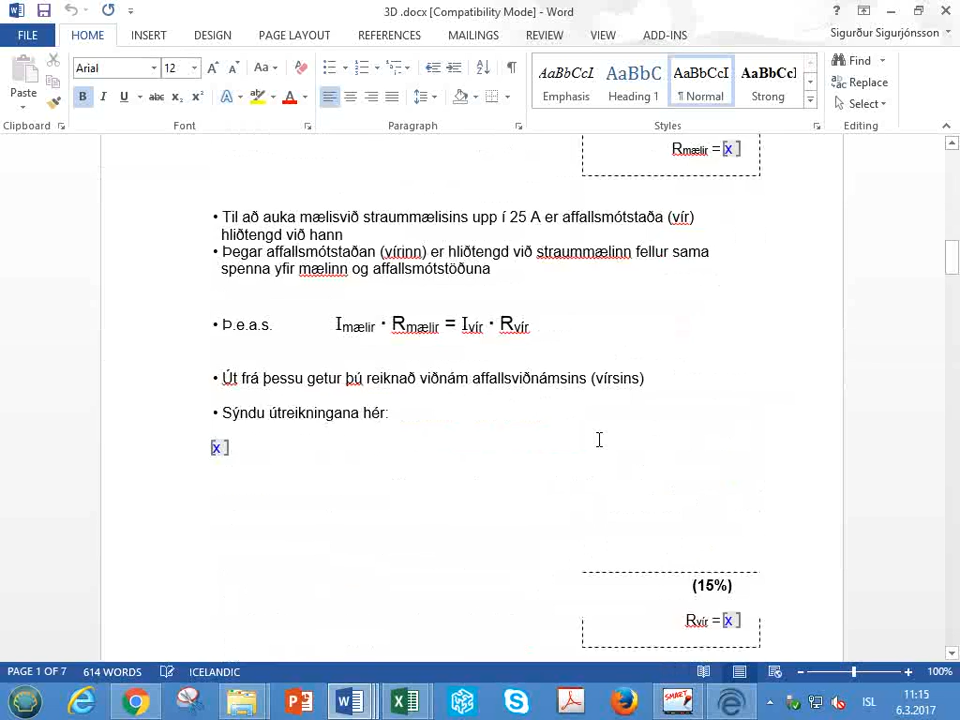 3D .docx [Compatibility Mode] - Word
FILE HOME INSERT DESIGN PAGE LAYOUT REFERENCES MAILINGS REVIEW VIEW ADD-INS
Sigurður Sigurjónsson
Paste
Arial 12
B I U abc x₂ x²
AaBbCcI AaBbC AaBbCcI AaBbCcl
Emphasis Heading 1 ¶ Normal Strong
Find
Replace
Select
Clipboard Font Paragraph Styles Editing
Rmælir = [x ]
• Til að auka mælisvið straummælisins upp í 25 A er affallsmótstaða (vír)
hliðtengd við hann
• Þegar affallsmótstaðan (vírinn) er hliðtengd við straummælinn fellur sama
spenna yfir mælinn og affallsmótstöðuna
• Þ.e.a.s. Imælir · Rmælir = Ivír · Rvír
• Út frá þessu getur þú reiknað viðnám affallsviðnámsins (vírsins)
• Sýndu útreikningana hér:
[x ]
(15%)
Rvír = [x ]
PAGE 1 OF 7 614 WORDS ICELANDIC 100%
ISL 11:15
6.3.2017